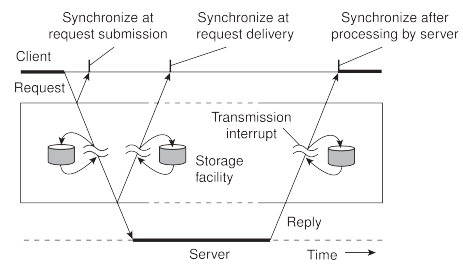 Synchronize at
request submission
Synchronize at
request delivery
Synchronize after
processing by server
Client
Request
Transmission
interrupt
Storage
facility
Reply
Server
Time